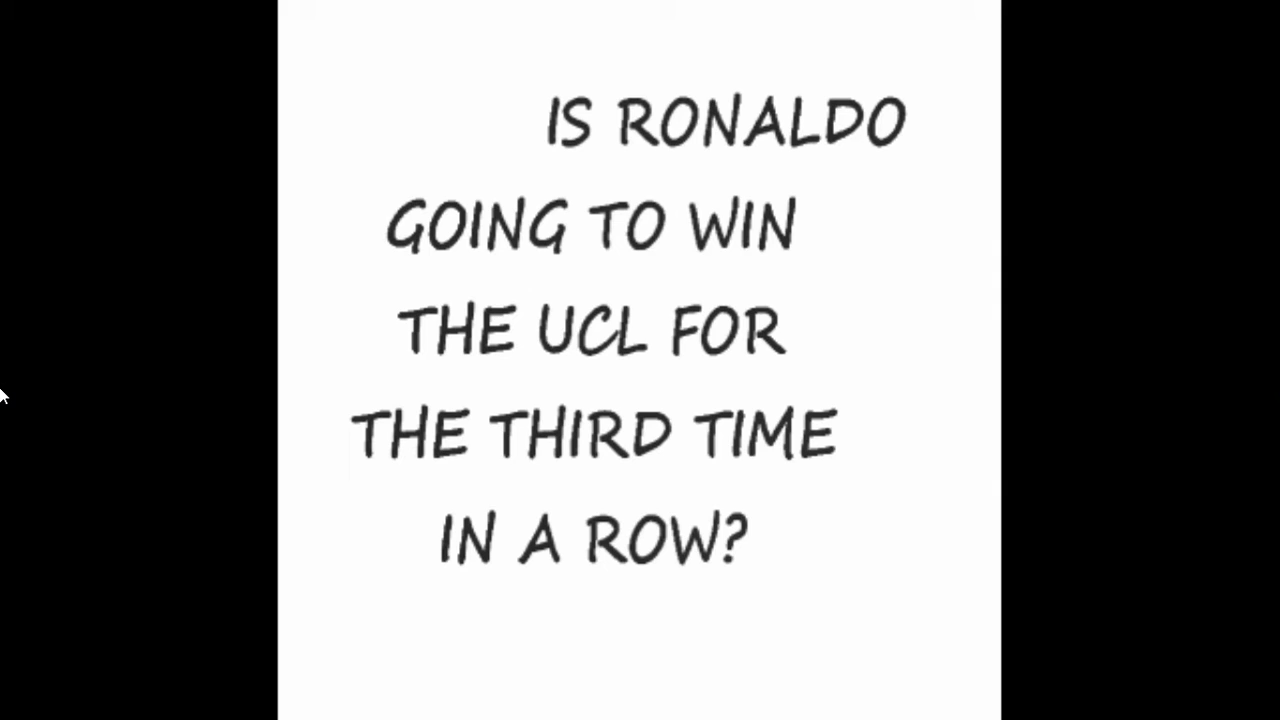 IS RONALDO
GOING TO WIN
THE UCL FOR
THE THIRD TIME
IN A ROW?